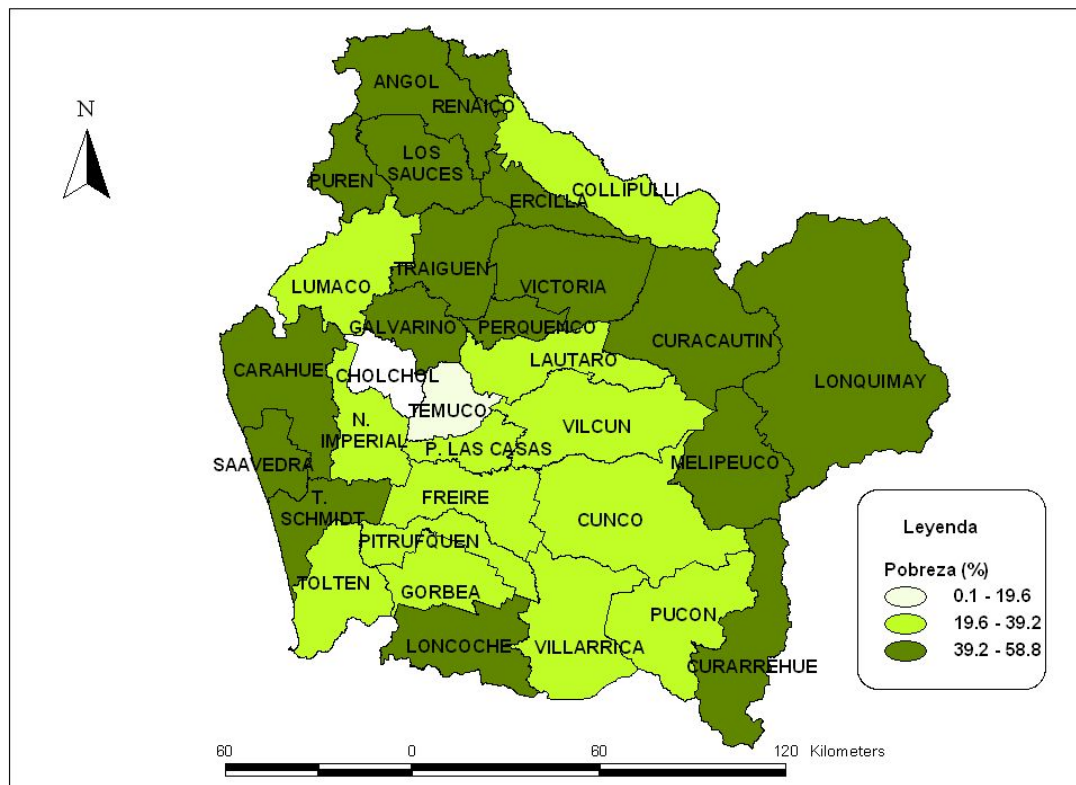 N
ANGOL
RENAICO
LOS
SAUCES
PUREN
COLLIPULLI
ERCILLA
TRAIGUEN
VICTORIA
LUMACO
GALVARINO
PERQUENCO
CURACAUTIN
LAUTARO
CARAHUE
CHOLCHOL
LONQUIMAY
TEMUCO
N.
IMPERIAL
VILCUN
P. LAS CASAS
SAAVEDRA
MELIPEUCO
T.
SCHMIDT
FREIRE
CUNCO
PITRUFQUEN
TOLTEN
GORBEA
PUCON
LONCOCHE
VILLARRICA
CURARREHUE
Leyenda
Pobreza (%)
0.1 - 19.6
19.6 - 39.2
39.2 - 58.8
60 0 60 120 Kilometers